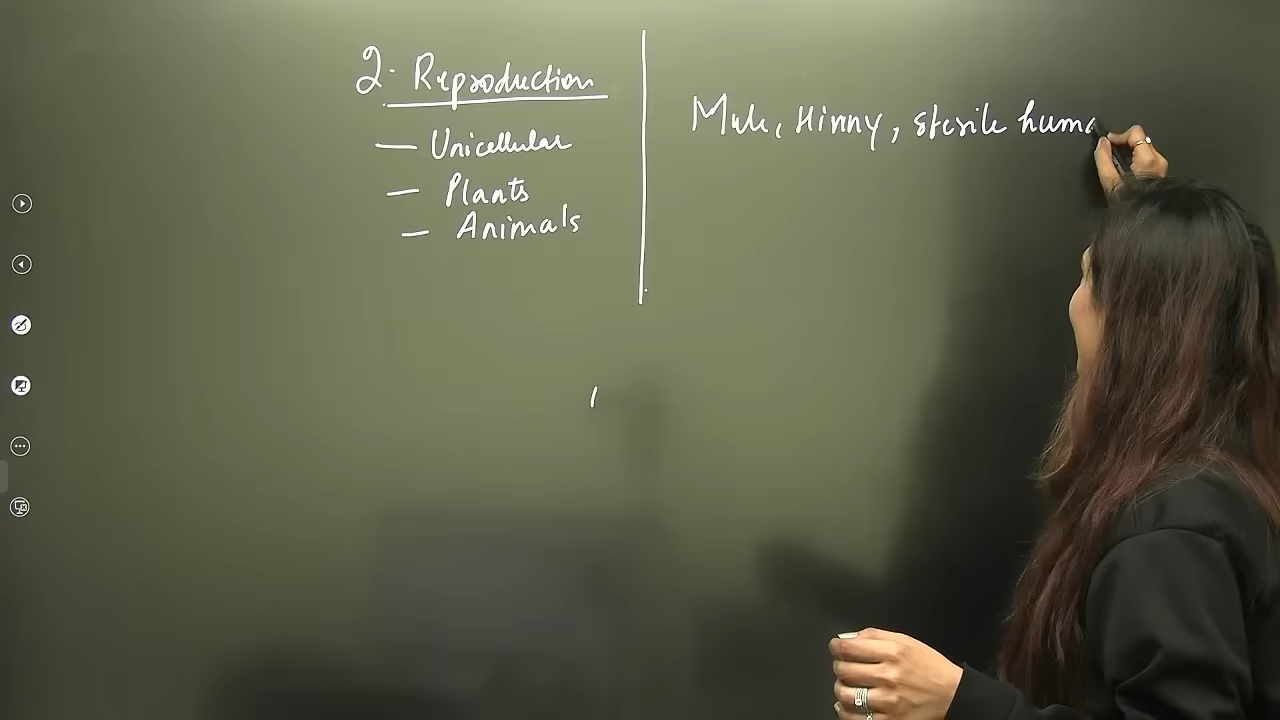 2. Reproduction
— Unicellular
— Plants
— Animals
Mule, Hinny, sterile huma